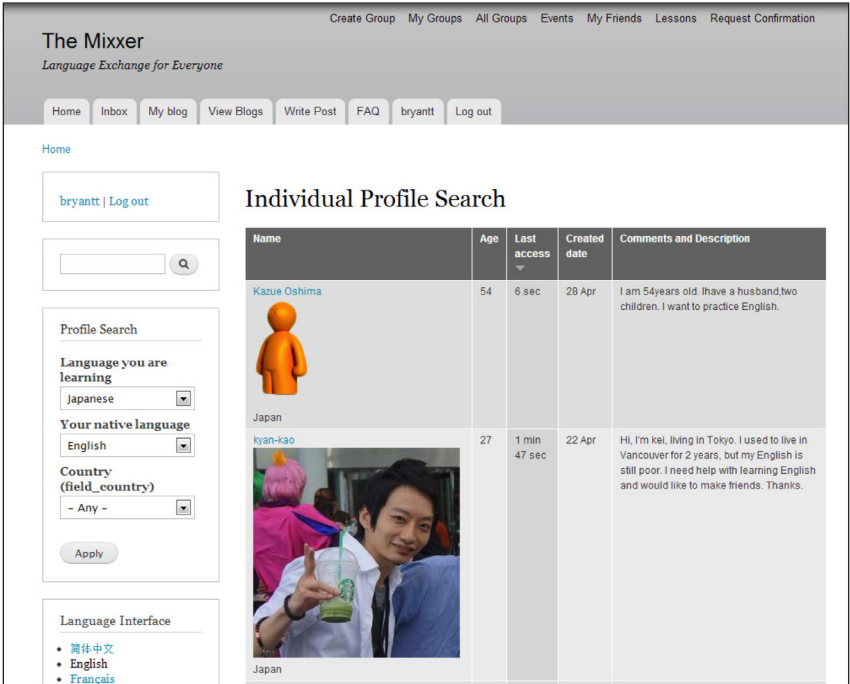 Create Group My Groups All Groups Events My Friends Lessons Request Confirmation
The Mixxer
Language Exchange for Everyone
Home Inbox My blog View Blogs Write Post FAQ bryantt Log out
Home
bryantt | Log out
Profile Search
Language you are
learning
Japanese
Your native language
English
Country
(field_country)
- Any -
Apply
Language Interface
简体中文
English
Français
Individual Profile Search
Name Age Last access Created date Comments and Description
Kazue Oshima 54 6 sec 28 Apr I am 54years old. Ihave a husband,two
children. I want to practice English.
Japan
kyan-kao 27 1 min 47 sec 22 Apr Hi, I'm kei, living in Tokyo. I used to live in
Vancouver for 2 years, but my English is
still poor. I need help with learning English
and would like to make friends. Thanks.
Japan